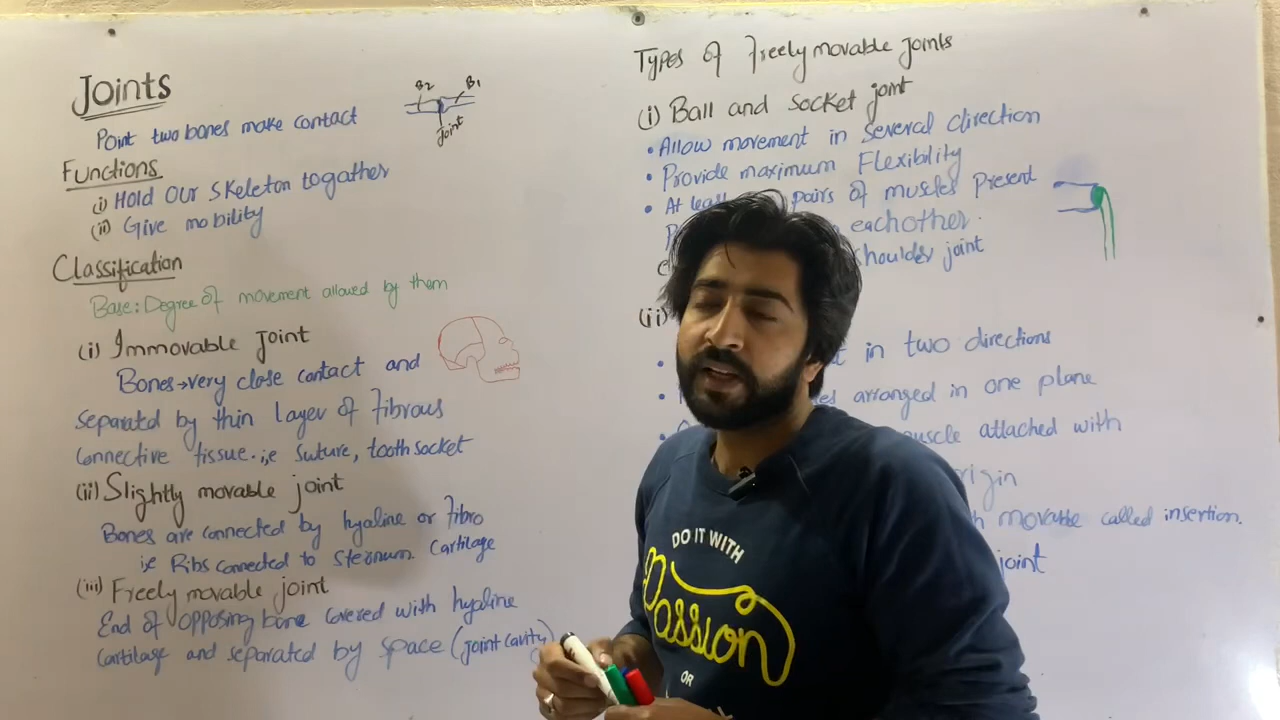 Joints
B2 B1
Joint
Point two bones make contact
Functions
(i) Hold our skeleton togather
(ii) Give mobility
Classification
Base: Degree of movement allowed by them
(i) Immovable joint
Bones→very close contact and
separated by thin layer of Fibrous
connective tissue. i,e suture, tooth socket
(ii) Slightly movable joint
Bones are connected by hyaline or Fibro
i,e Ribs connected to sternum Cartilage
(iii) Freely movable joint
End of opposing bone covered with hyaline
cartilage and separated by space (joint cavity)
Types of Freely movable joints
(i) Ball and socket joint
• Allow movement in several direction
• Provide maximum Flexibility
• At least pairs of muscles Present
eachother.
shoulder joint
(ii)
in two directions
arranged in one plane
muscle attached with
movable called insertion.
joint
DO IT WITH
Passion
OR